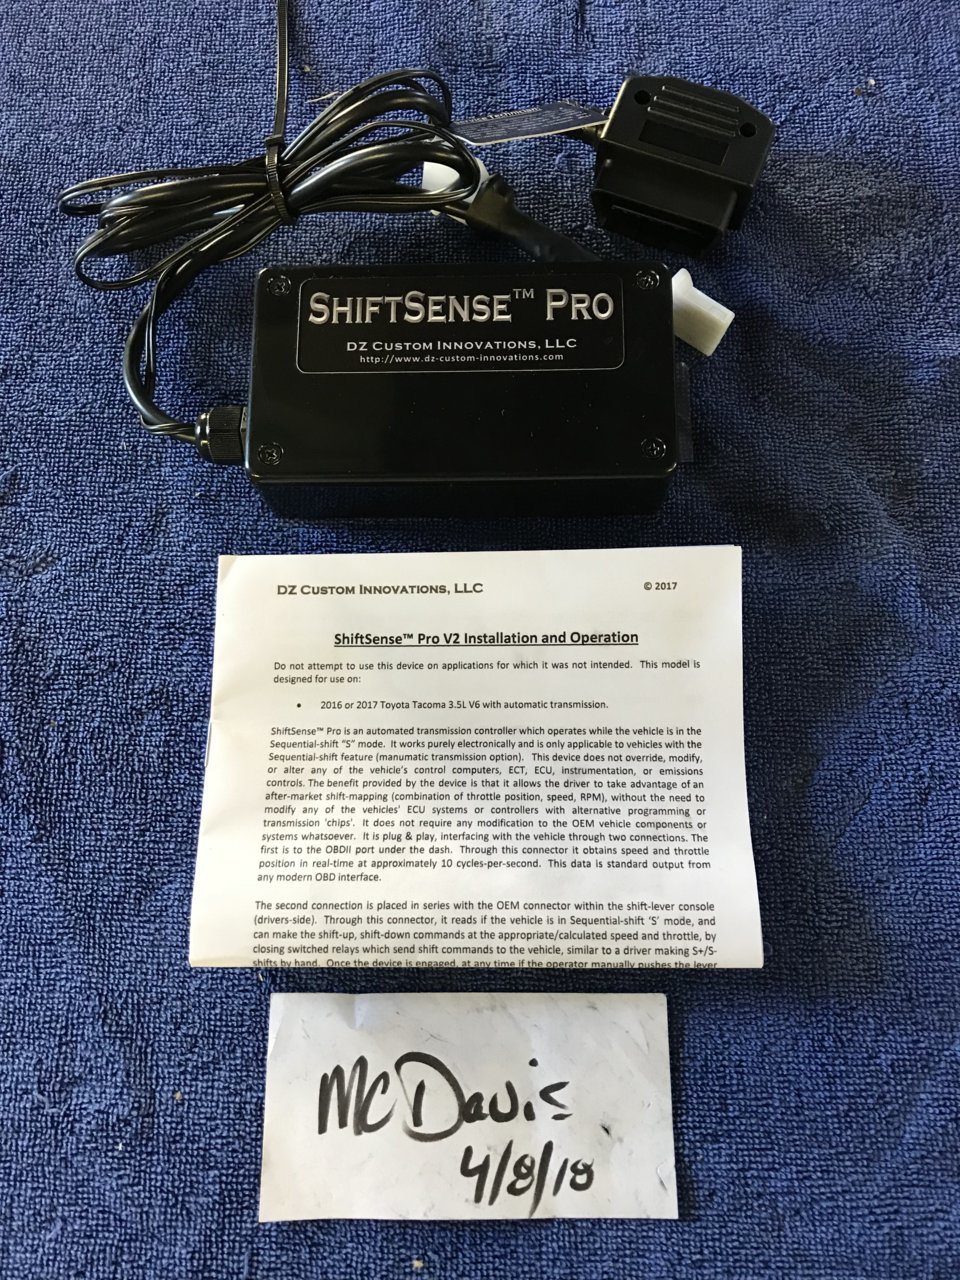 Technical
SHIFTSENSE™ PRO
DZ CUSTOM INNOVATIONS, LLC
http://www.dz-custom-innovations.com
DZ CUSTOM INNOVATIONS, LLC © 2017
ShiftSense™ Pro V2 Installation and Operation
Do not attempt to use this device on applications for which it was not intended. This model is
designed for use on:
• 2016 or 2017 Toyota Tacoma 3.5L V6 with automatic transmission.
ShiftSense™ Pro is an automated transmission controller which operates while the vehicle is in the
Sequential-shift "S" mode. It works purely electronically and is only applicable to vehicles with the
Sequential-shift feature (manumatic transmission option). This device does not override, modify,
or alter any of the vehicle's control computers, ECT, ECU, instrumentation, or emissions
controls. The benefit provided by the device is that it allows the driver to take advantage of an
after-market shift-mapping (combination of throttle position, speed, RPM), without the need to
modify any of the vehicles' ECU systems or controllers with alternative programming or
transmission 'chips'. It does not require any modification to the OEM vehicle components or
systems whatsoever. It is plug & play, interfacing with the vehicle through two connections. The
first is to the OBDII port under the dash. Through this connector it obtains speed and throttle
position in real-time at approximately 10 cycles-per-second. This data is standard output from
any modern OBD interface.
The second connection is placed in series with the OEM connector within the shift-lever console
(drivers-side). Through this connector, it reads if the vehicle is in Sequential-shift 'S' mode, and
can make the shift-up, shift-down commands at the appropriate/calculated speed and throttle, by
closing switched relays which send shift commands to the vehicle, similar to a driver making S+/S-
shifts by hand. Once the device is engaged, at any time if the operator manually pushes the lever
McDavis
4/8/18